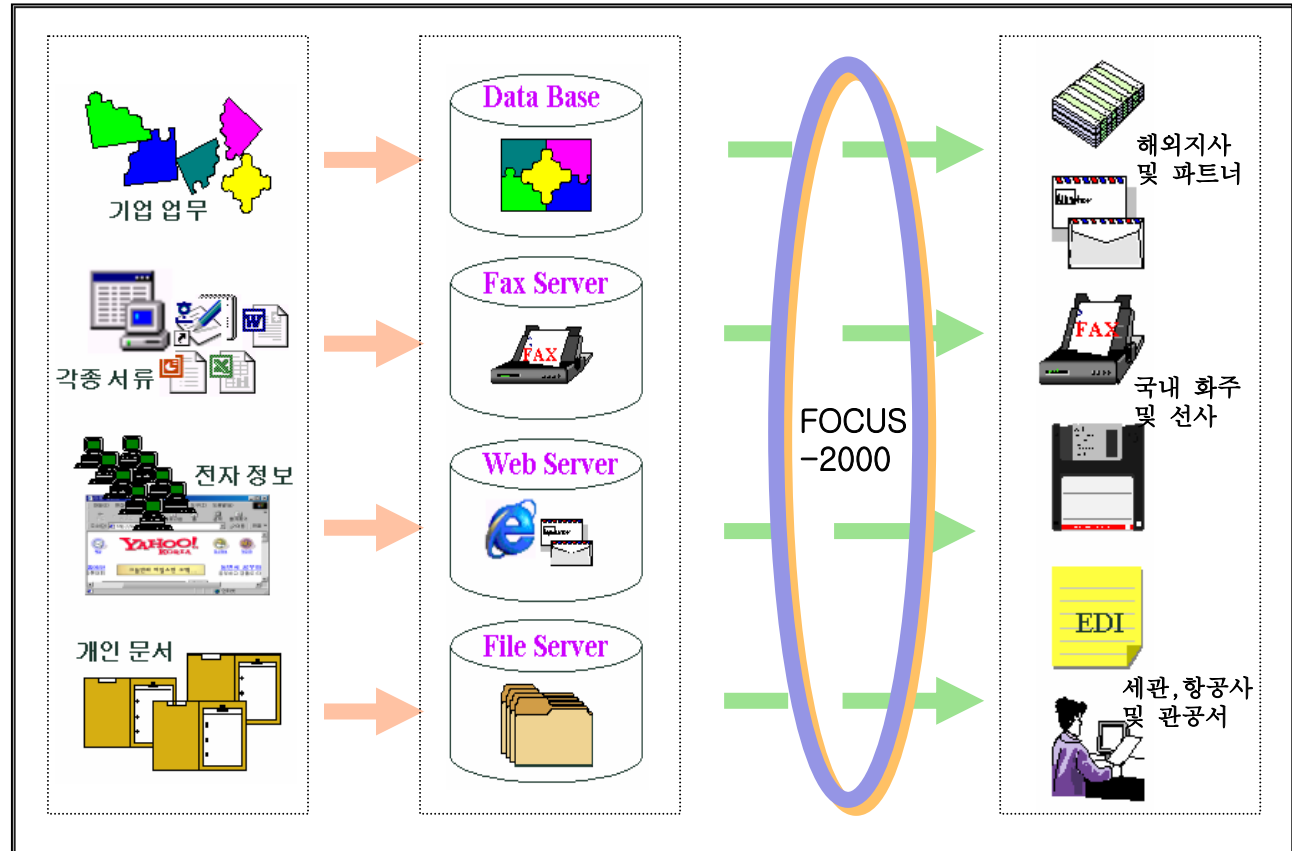 기업 업무
각종 서류
전자 정보
YAHOO!
KOREA
개인 문서
Data Base
Fax Server
FAX
Web Server
File Server
FOCUS
-2000
해외지사
및 파트너
FAX
국내 화주
및 선사
EDI
세관,항공사
및 관공서